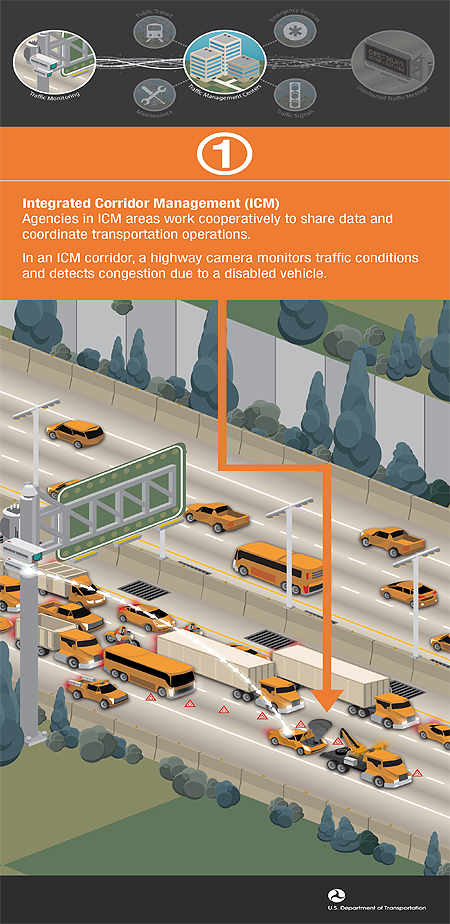 Public Transit
Emergency Services
Traffic Monitoring
Traffic Management Centers
Distributed Traffic Message
Maintenance
Traffic Signals
1
Integrated Corridor Management (ICM)
Agencies in ICM areas work cooperatively to share data and
coordinate transportation operations.
In an ICM corridor, a highway camera monitors traffic conditions
and detects congestion due to a disabled vehicle.
U.S. Department of Transportation